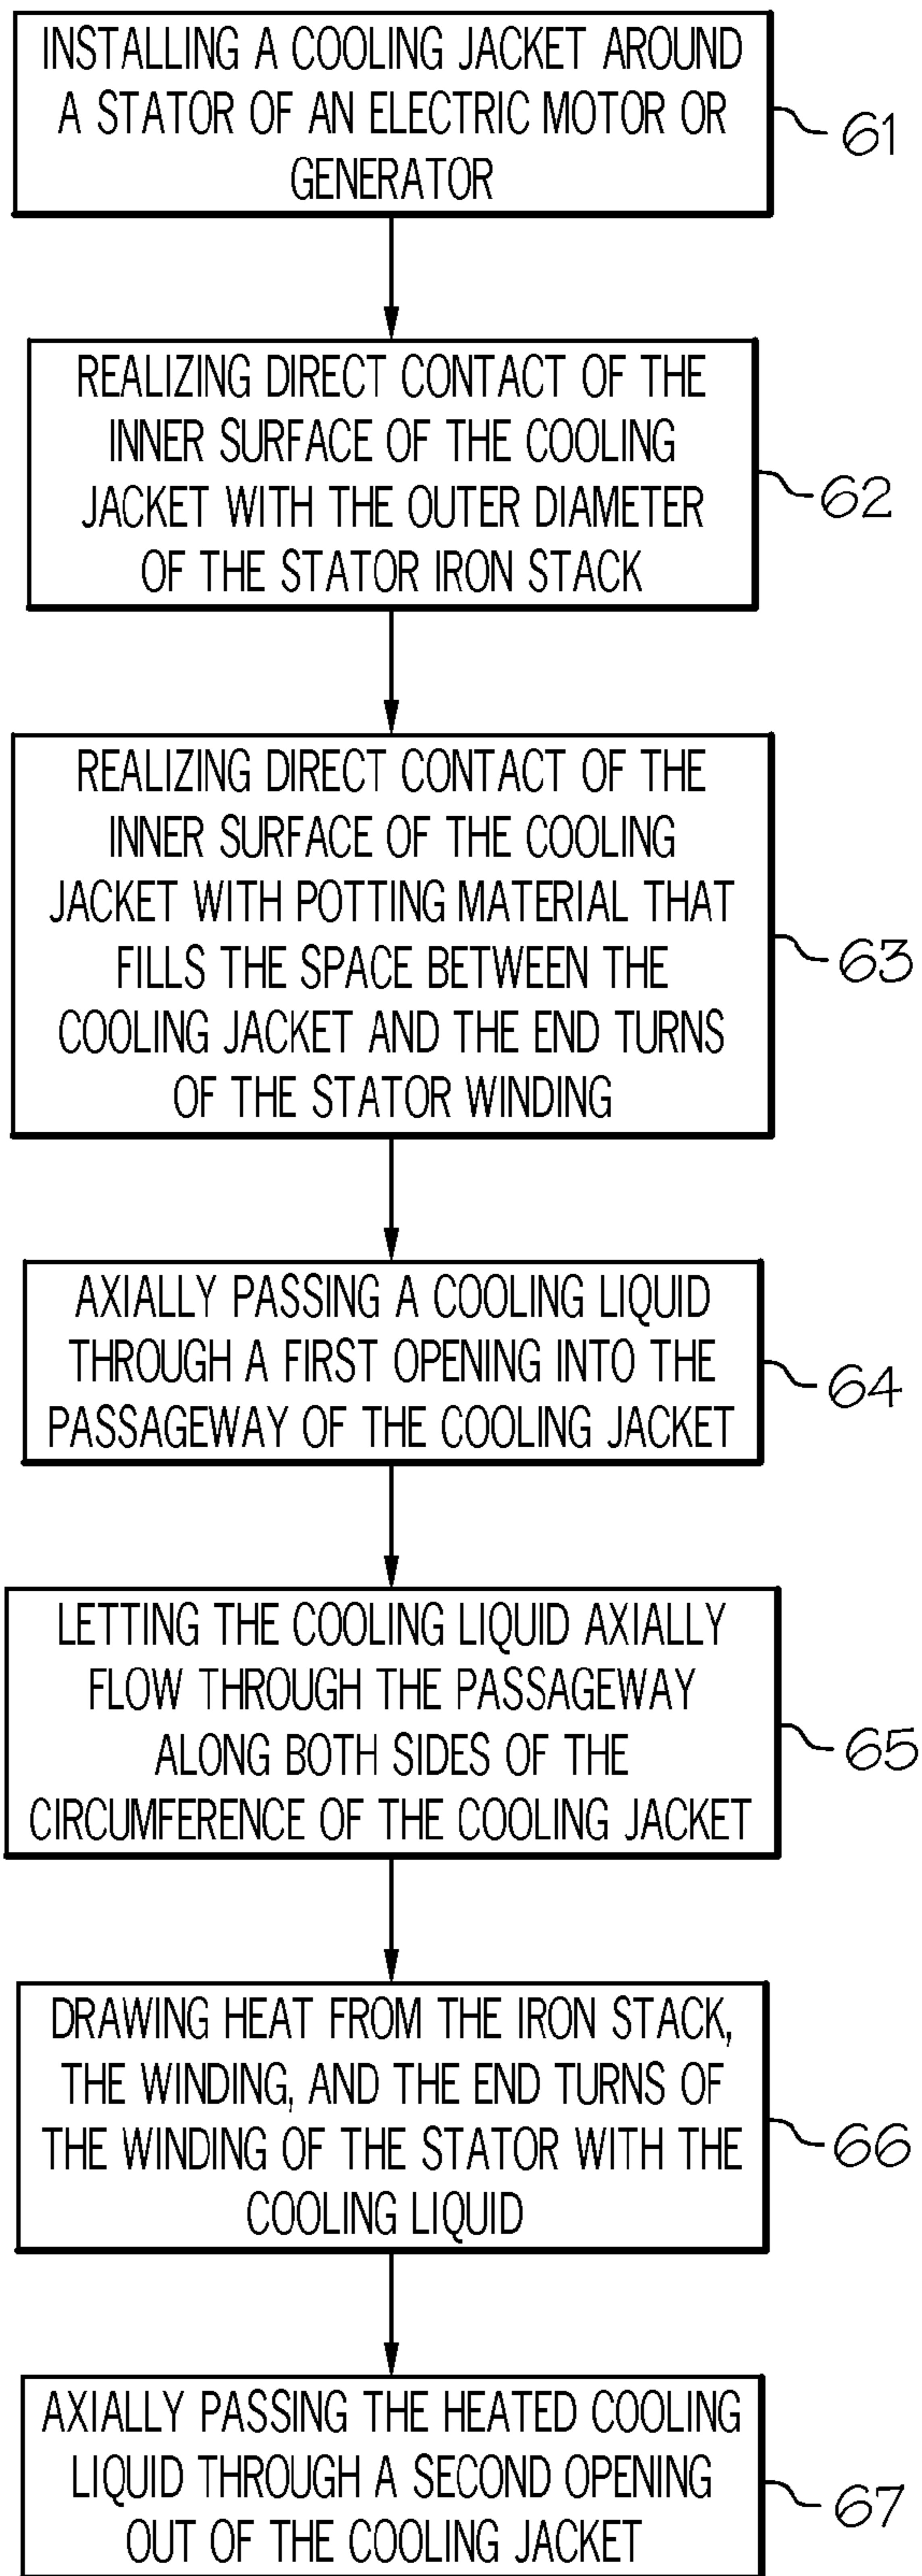 INSTALLING A COOLING JACKET AROUND
A STATOR OF AN ELECTRIC MOTOR OR
GENERATOR
61
REALIZING DIRECT CONTACT OF THE
INNER SURFACE OF THE COOLING
JACKET WITH THE OUTER DIAMETER
OF THE STATOR IRON STACK
62
REALIZING DIRECT CONTACT OF THE
INNER SURFACE OF THE COOLING
JACKET WITH POTTING MATERIAL THAT
FILLS THE SPACE BETWEEN THE
COOLING JACKET AND THE END TURNS
OF THE STATOR WINDING
63
AXIALLY PASSING A COOLING LIQUID
THROUGH A FIRST OPENING INTO THE
PASSAGEWAY OF THE COOLING JACKET
64
LETTING THE COOLING LIQUID AXIALLY
FLOW THROUGH THE PASSAGEWAY
ALONG BOTH SIDES OF THE
CIRCUMFERENCE OF THE COOLING JACKET
65
DRAWING HEAT FROM THE IRON STACK,
THE WINDING, AND THE END TURNS OF
THE WINDING OF THE STATOR WITH THE
COOLING LIQUID
66
AXIALLY PASSING THE HEATED COOLING
LIQUID THROUGH A SECOND OPENING
OUT OF THE COOLING JACKET
67